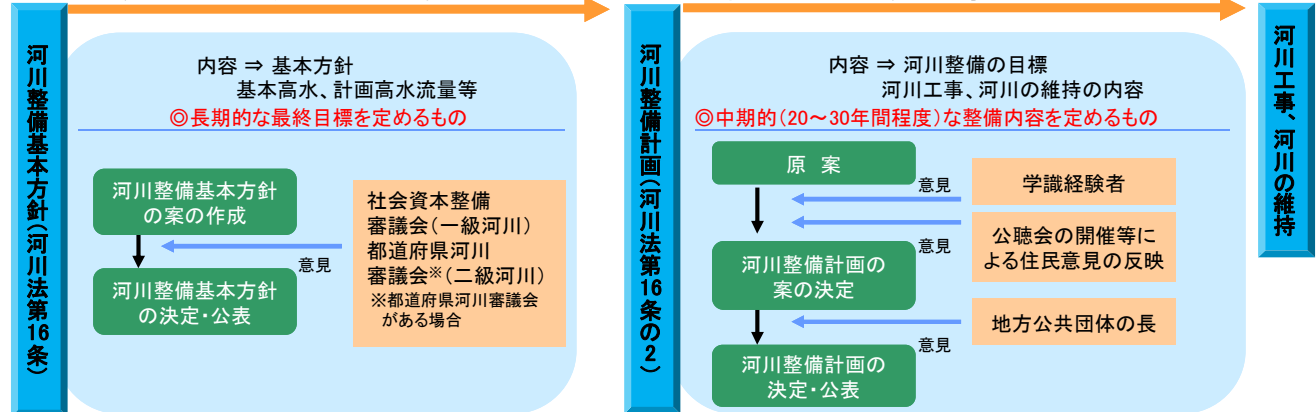 河川整備基本方針(河川法第16条)
内容 ⇒ 基本方針
基本高水、計画高水流量等
◎長期的な最終目標を定めるもの
河川整備基本方針
の案の作成
意見
社会資本整備
審議会(一級河川)
都道府県河川
審議会※(二級河川)
※都道府県河川審議会
がある場合
河川整備基本方針
の決定・公表
河川整備計画(河川法第16条の2)
内容 ⇒ 河川整備の目標
河川工事、河川の維持の内容
◎中期的(20～30年間程度)な整備内容を定めるもの
原 案
意見
学識経験者
意見
公聴会の開催等に
よる住民意見の反映
河川整備計画の
案の決定
意見
地方公共団体の長
河川整備計画の
決定・公表
河川工事、河川の維持